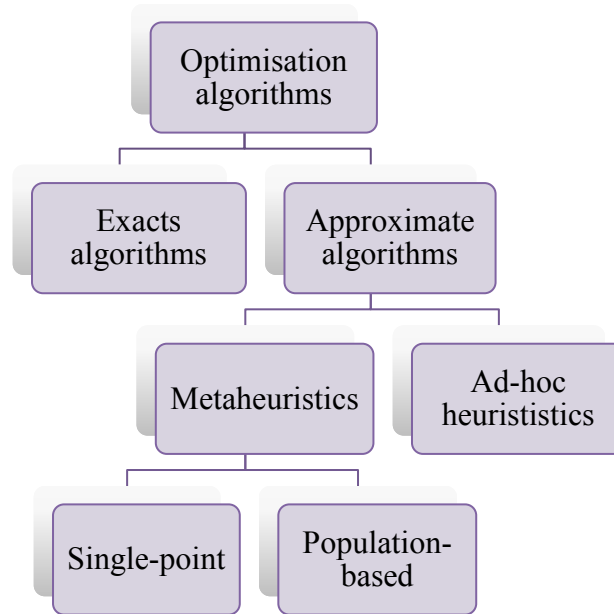 Optimisation
algorithms
Exacts
algorithms
Approximate
algorithms
Metaheuristics
Ad-hoc
heurististics
Single-point
Population-
based